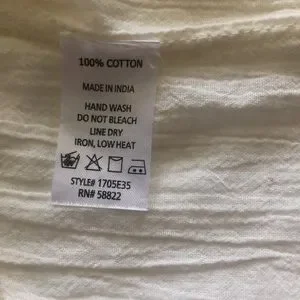 100% COTTON
MADE IN INDIA
HAND WASH
DO NOT BLEACH
LINE DRY
IRON, LOW HEAT
STYLE# 1705E35
RN# 58822